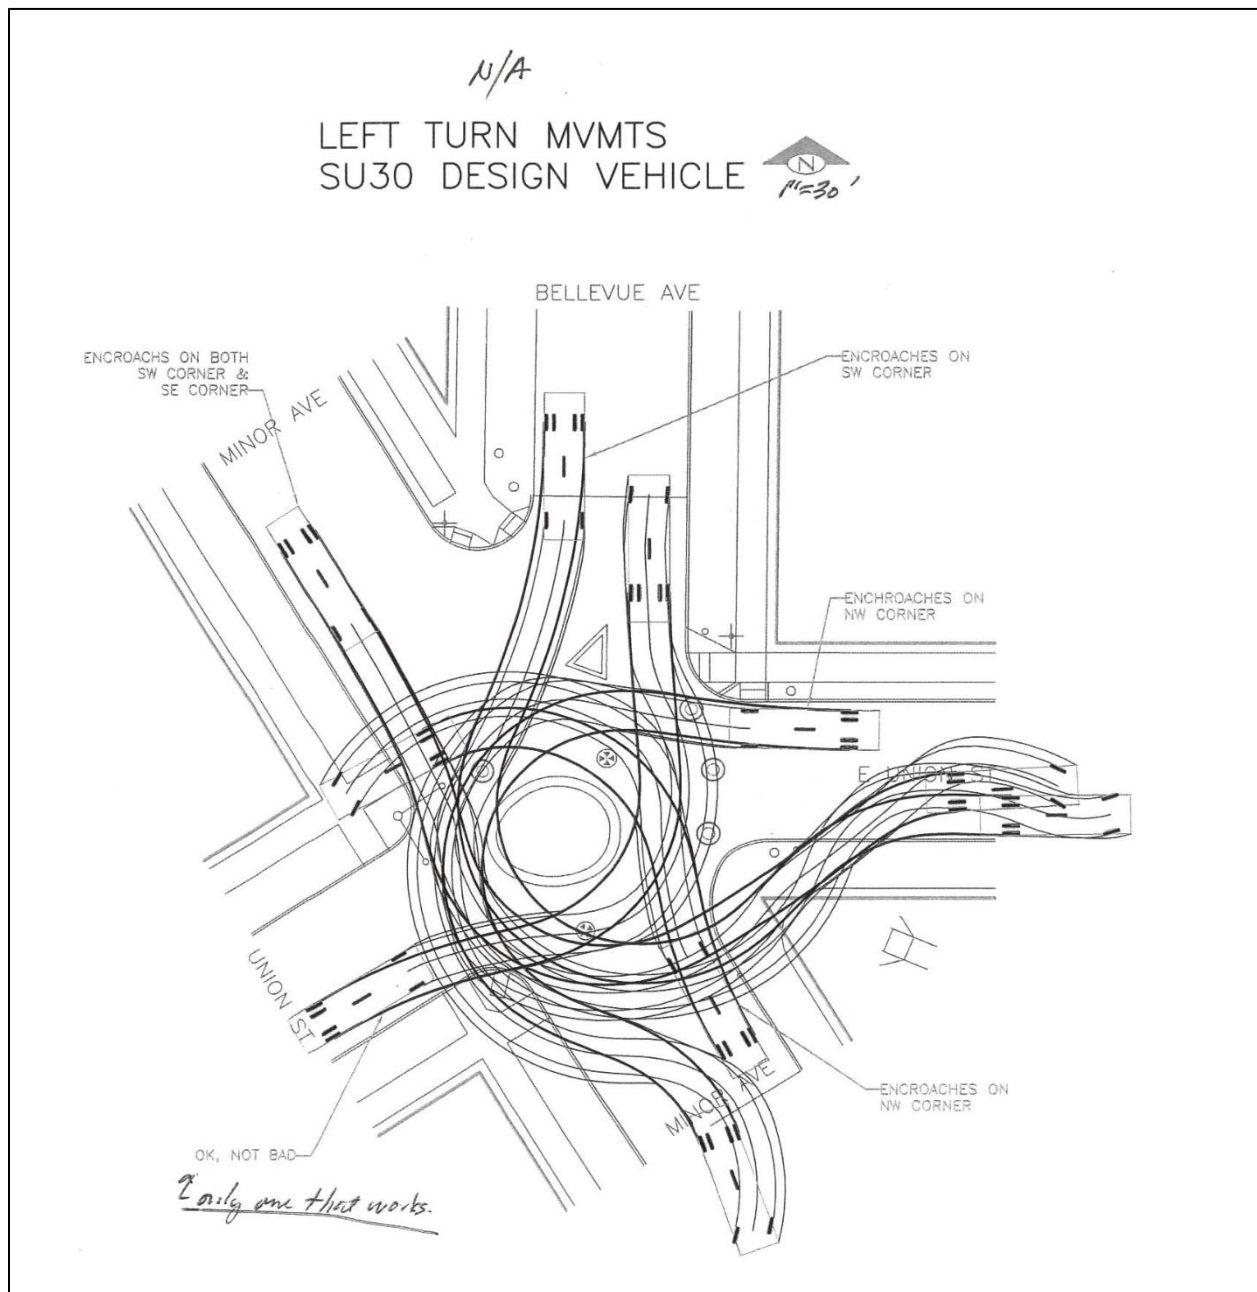 N/A
LEFT TURN MVMTS
SU30 DESIGN VEHICLE
N
1"=30'
BELLEVUE AVE
ENCROACHS ON BOTH
SW CORNER &
SE CORNER
ENCROACHES ON
SW CORNER
MINOR AVE
ENCHROACHES ON
NW CORNER
E UNION ST
UNION ST
MINOR AVE
ENCROACHES ON
NW CORNER
OK, NOT BAD
only one that works.